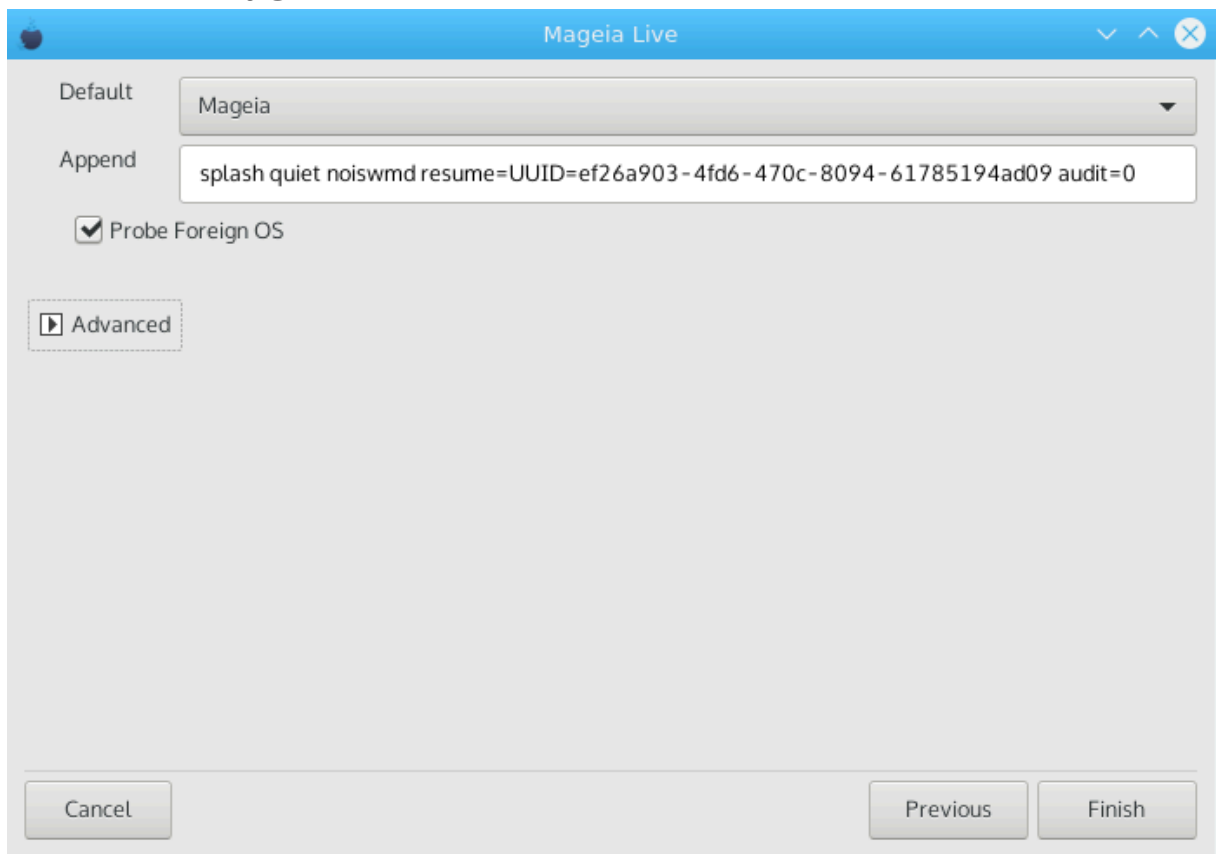 Mageia Live
Default
Mageia
Append
splash quiet noiswmd resume=UUID=ef26a903-4fd6-470c-8094-61785194ad09 audit=0
Probe Foreign OS
Advanced
Cancel
Previous
Finish